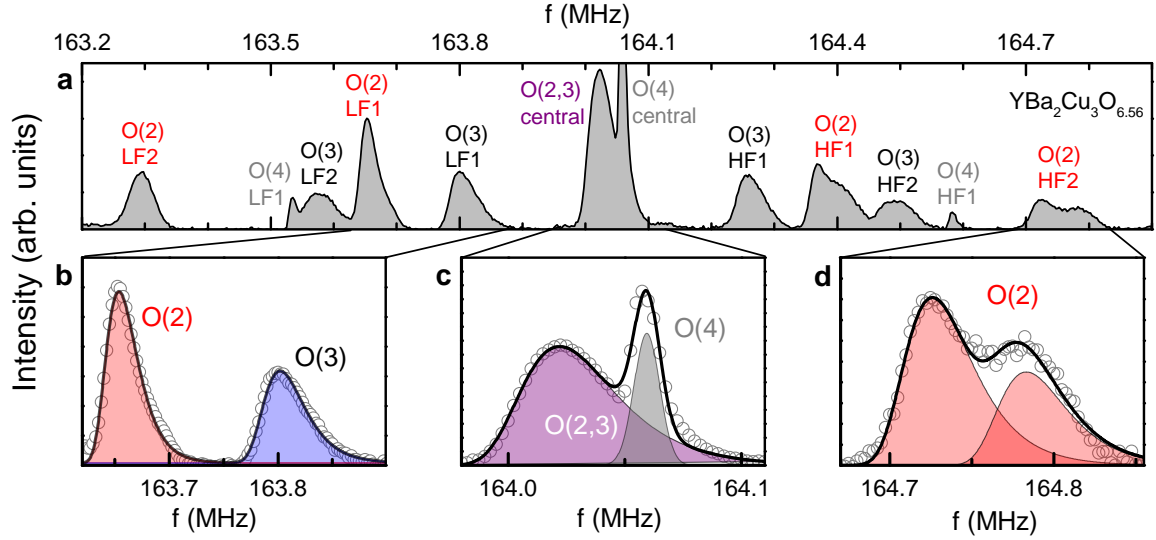 f (MHz)
163.2 163.5 163.8 164.1 164.4 164.7
a
O(2)
LF2
O(4)
LF1
O(3)
LF2
O(2)
LF1
O(3)
LF1
O(2,3)
central
O(4)
central
O(3)
HF1
O(2)
HF1
O(3)
HF2
O(4)
HF1
O(2)
HF2
YBa₂Cu₃O₆.₅₆
Intensity (arb. units)
b
O(2)
O(3)
163.7 163.8
f (MHz)
c
O(2,3)
O(4)
164.0 164.1
f (MHz)
d
O(2)
164.7 164.8
f (MHz)